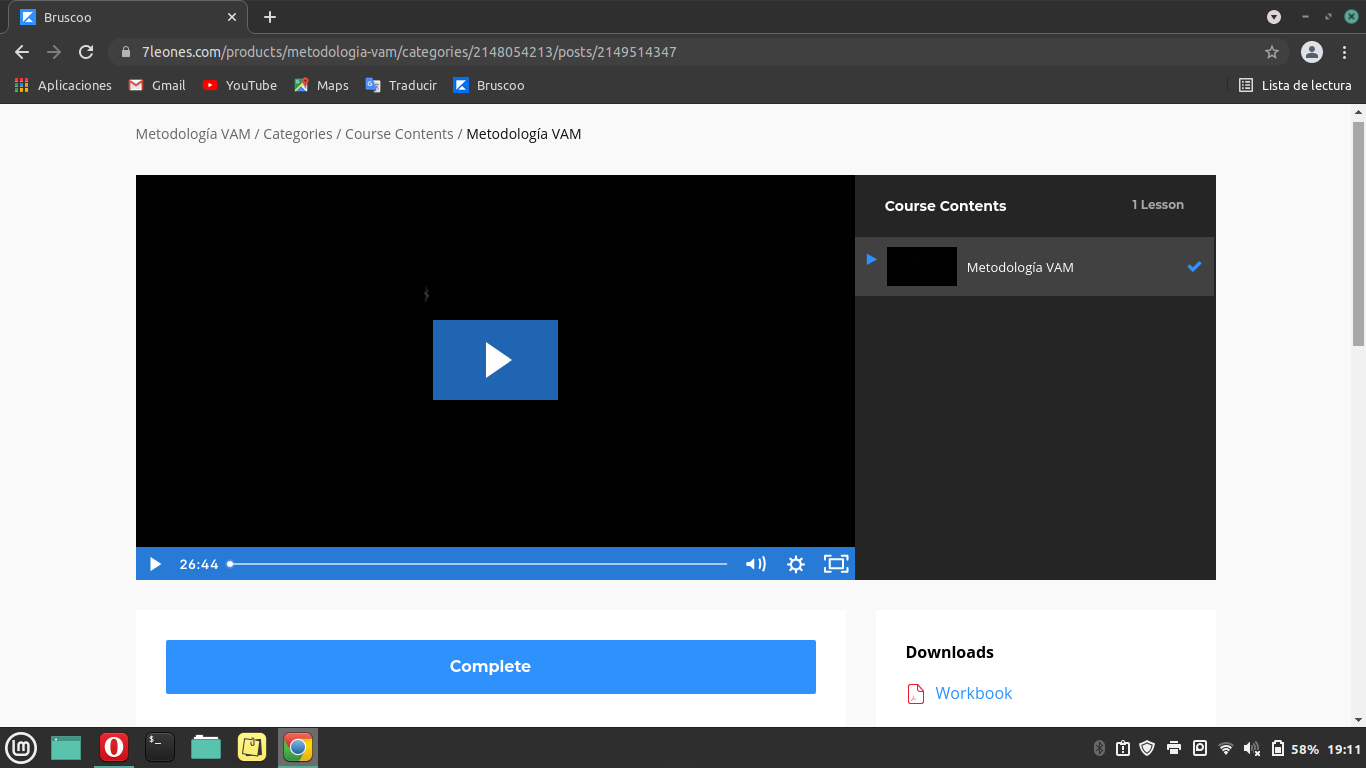 Bruscoo
7leones.com/products/metodologia-vam/categories/2148054213/posts/2149514347
Aplicaciones Gmail YouTube Maps Traducir Bruscoo Lista de lectura
Metodología VAM / Categories / Course Contents / Metodología VAM
Course Contents 1 Lesson
Metodología VAM
26:44
Complete
Downloads
Workbook
58% 19:11